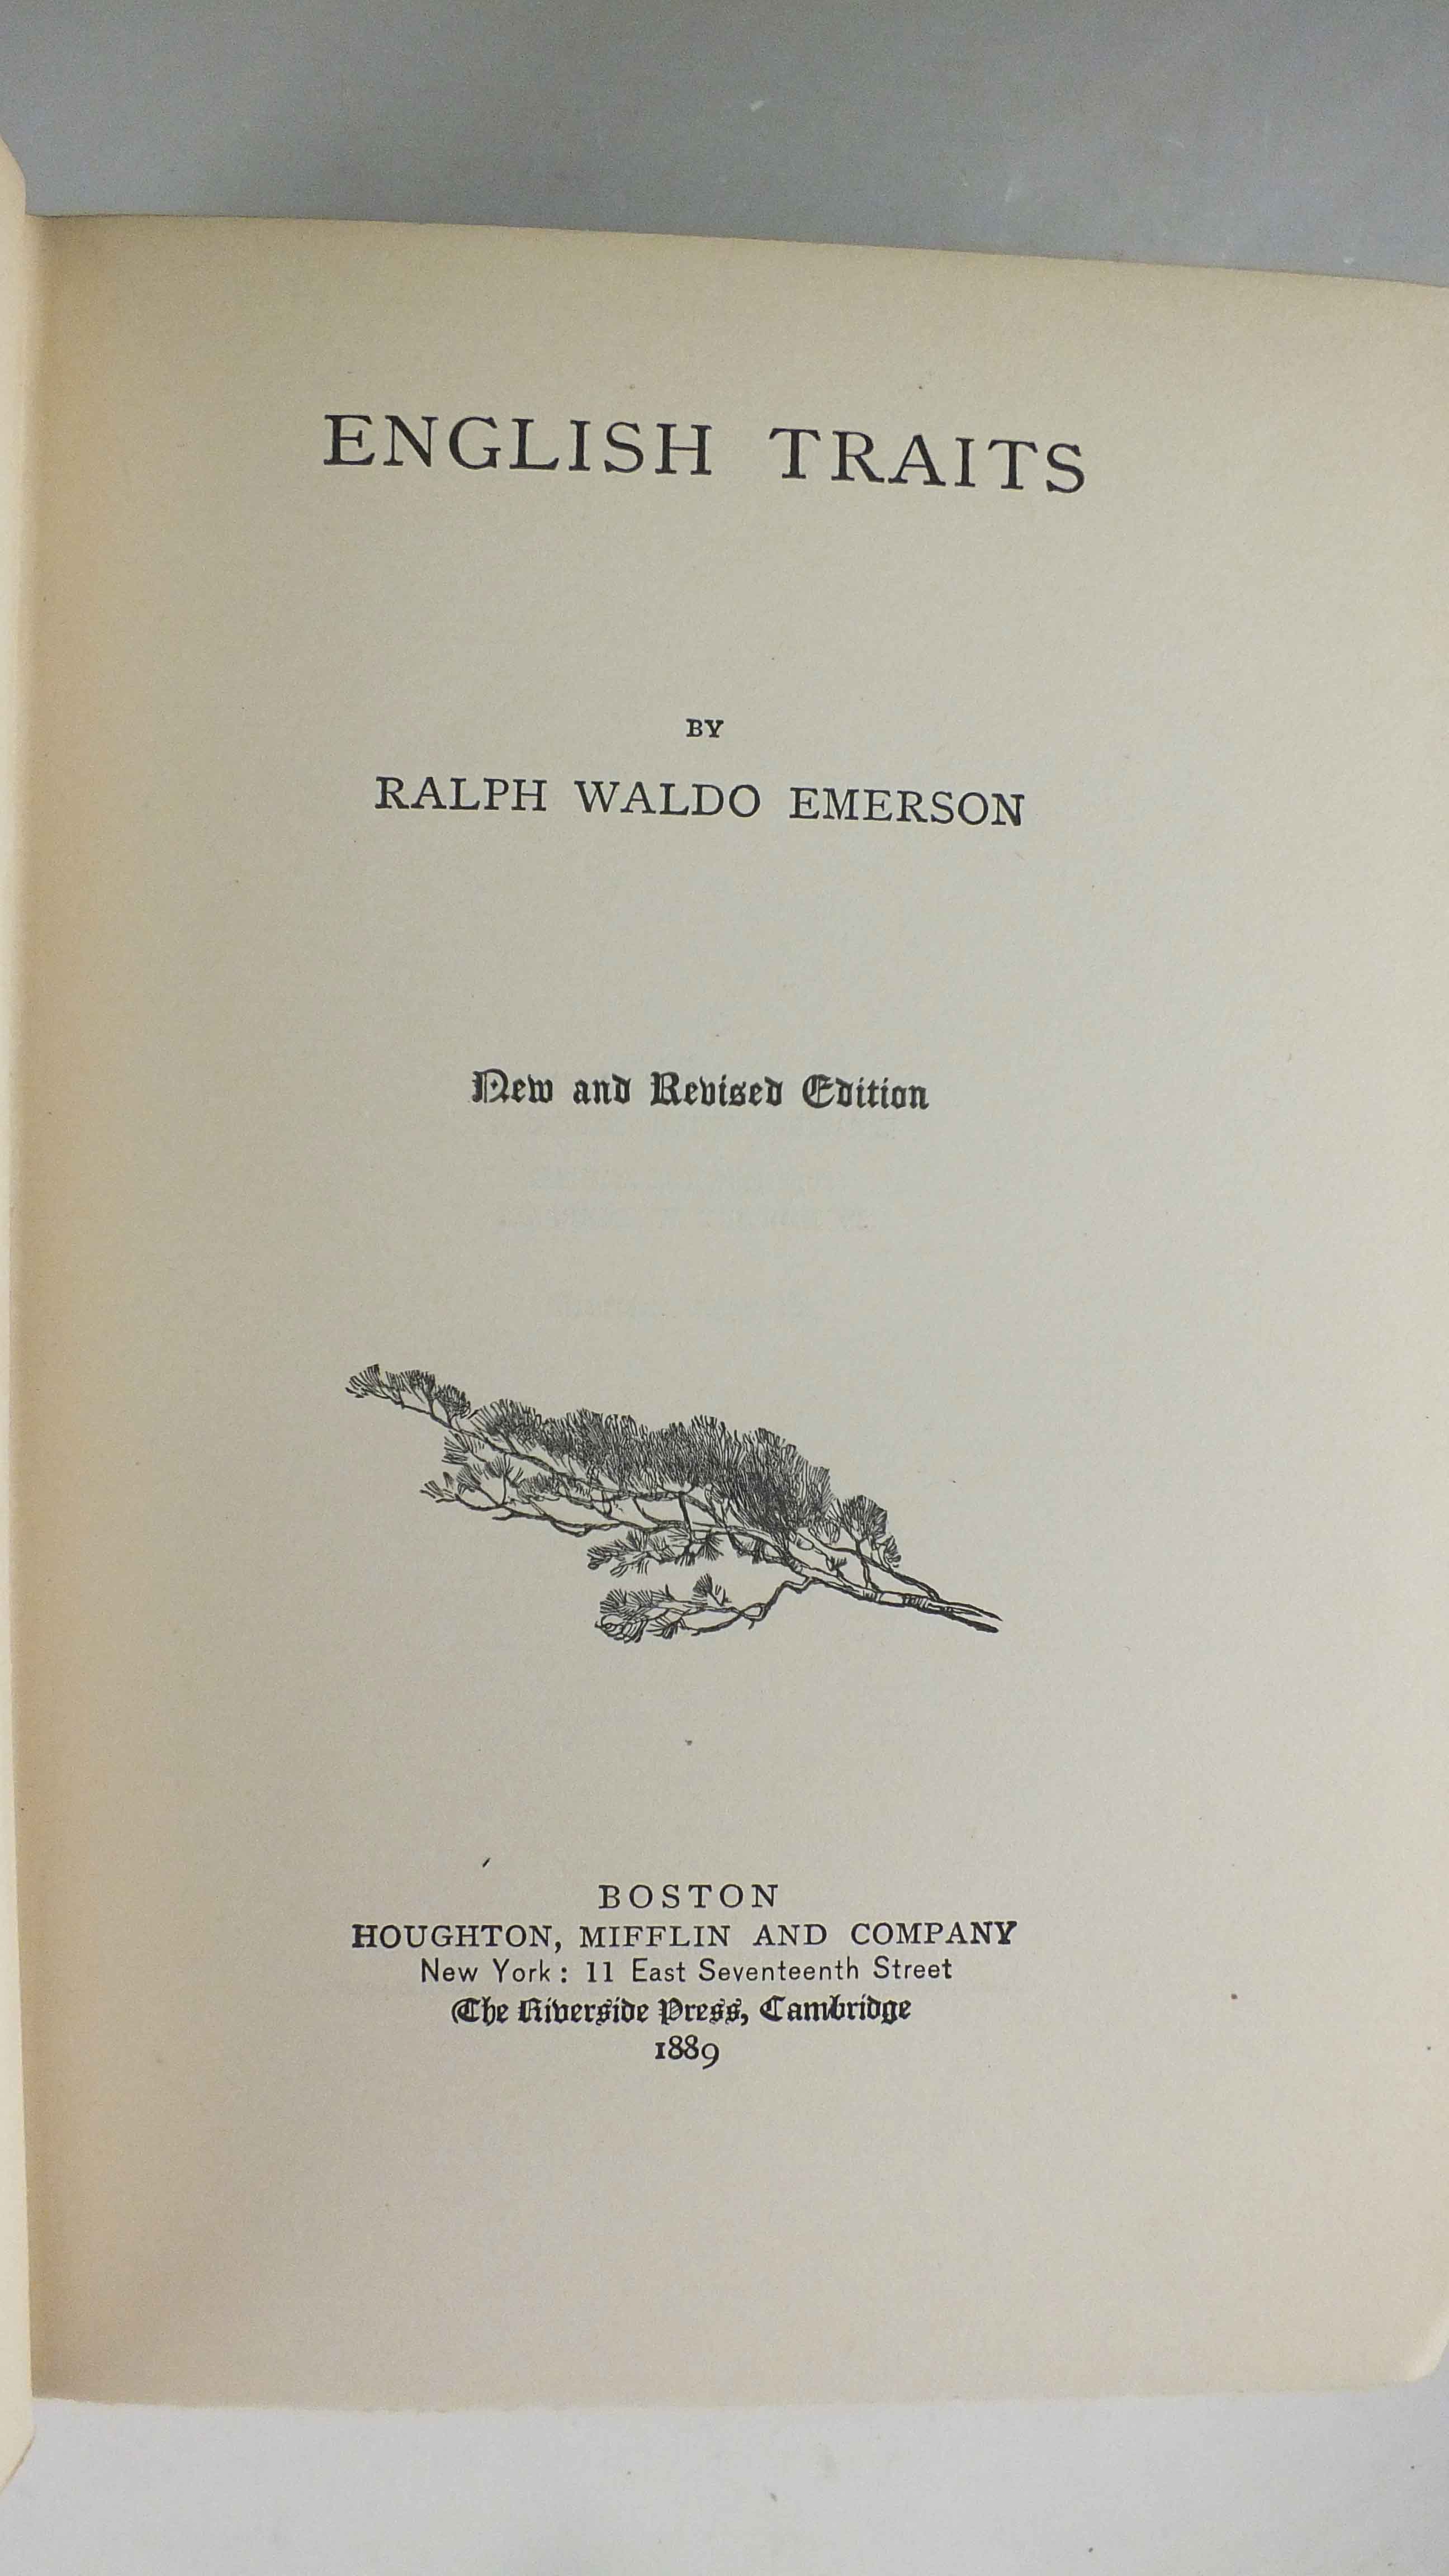 ENGLISH TRAITS
BY
RALPH WALDO EMERSON
New and Revised Edition
BOSTON
HOUGHTON, MIFFLIN AND COMPANY
New York: 11 East Seventeenth Street
The Riverside Press, Cambridge
1889